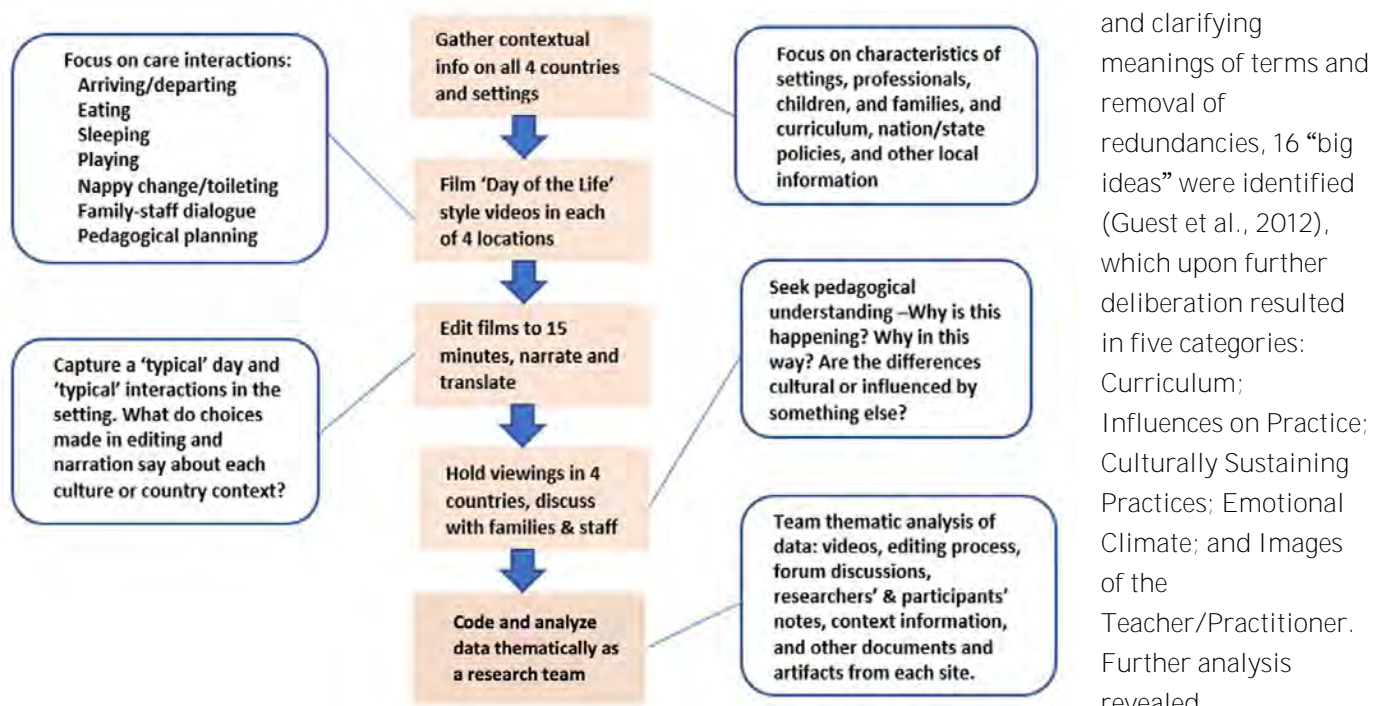 Focus on care interactions:
Arriving/departing
Eating
Sleeping
Playing
Nappy change/toileting
Family-staff dialogue
Pedagogical planning
Gather contextual
info on all 4 countries
and settings
Focus on characteristics of
settings, professionals,
children, and families, and
curriculum, nation/state
policies, and other local
information
Film ‘Day of the Life’
style videos in each
of 4 locations
Edit films to 15
minutes, narrate and
translate
Seek pedagogical
understanding –Why is this
happening? Why in this
way? Are the differences
cultural or influenced by
something else?
Capture a ‘typical’ day and
‘typical’ interactions in the
setting. What do choices
made in editing and
narration say about each
culture or country context?
Hold viewings in 4
countries, discuss
with families & staff
Team thematic analysis of
data: videos, editing process,
forum discussions,
researchers’ & participants’
notes, context information,
and other documents and
artifacts from each site.
Code and analyze
data thematically as
a research team
and clarifying
meanings of terms and
removal of
redundancies, 16 “big
ideas” were identified
(Guest et al., 2012),
which upon further
deliberation resulted
in five categories:
Curriculum;
Influences on Practice;
Culturally Sustaining
Practices; Emotional
Climate; and Images
of the
Teacher/Practitioner.
Further analysis
revealed